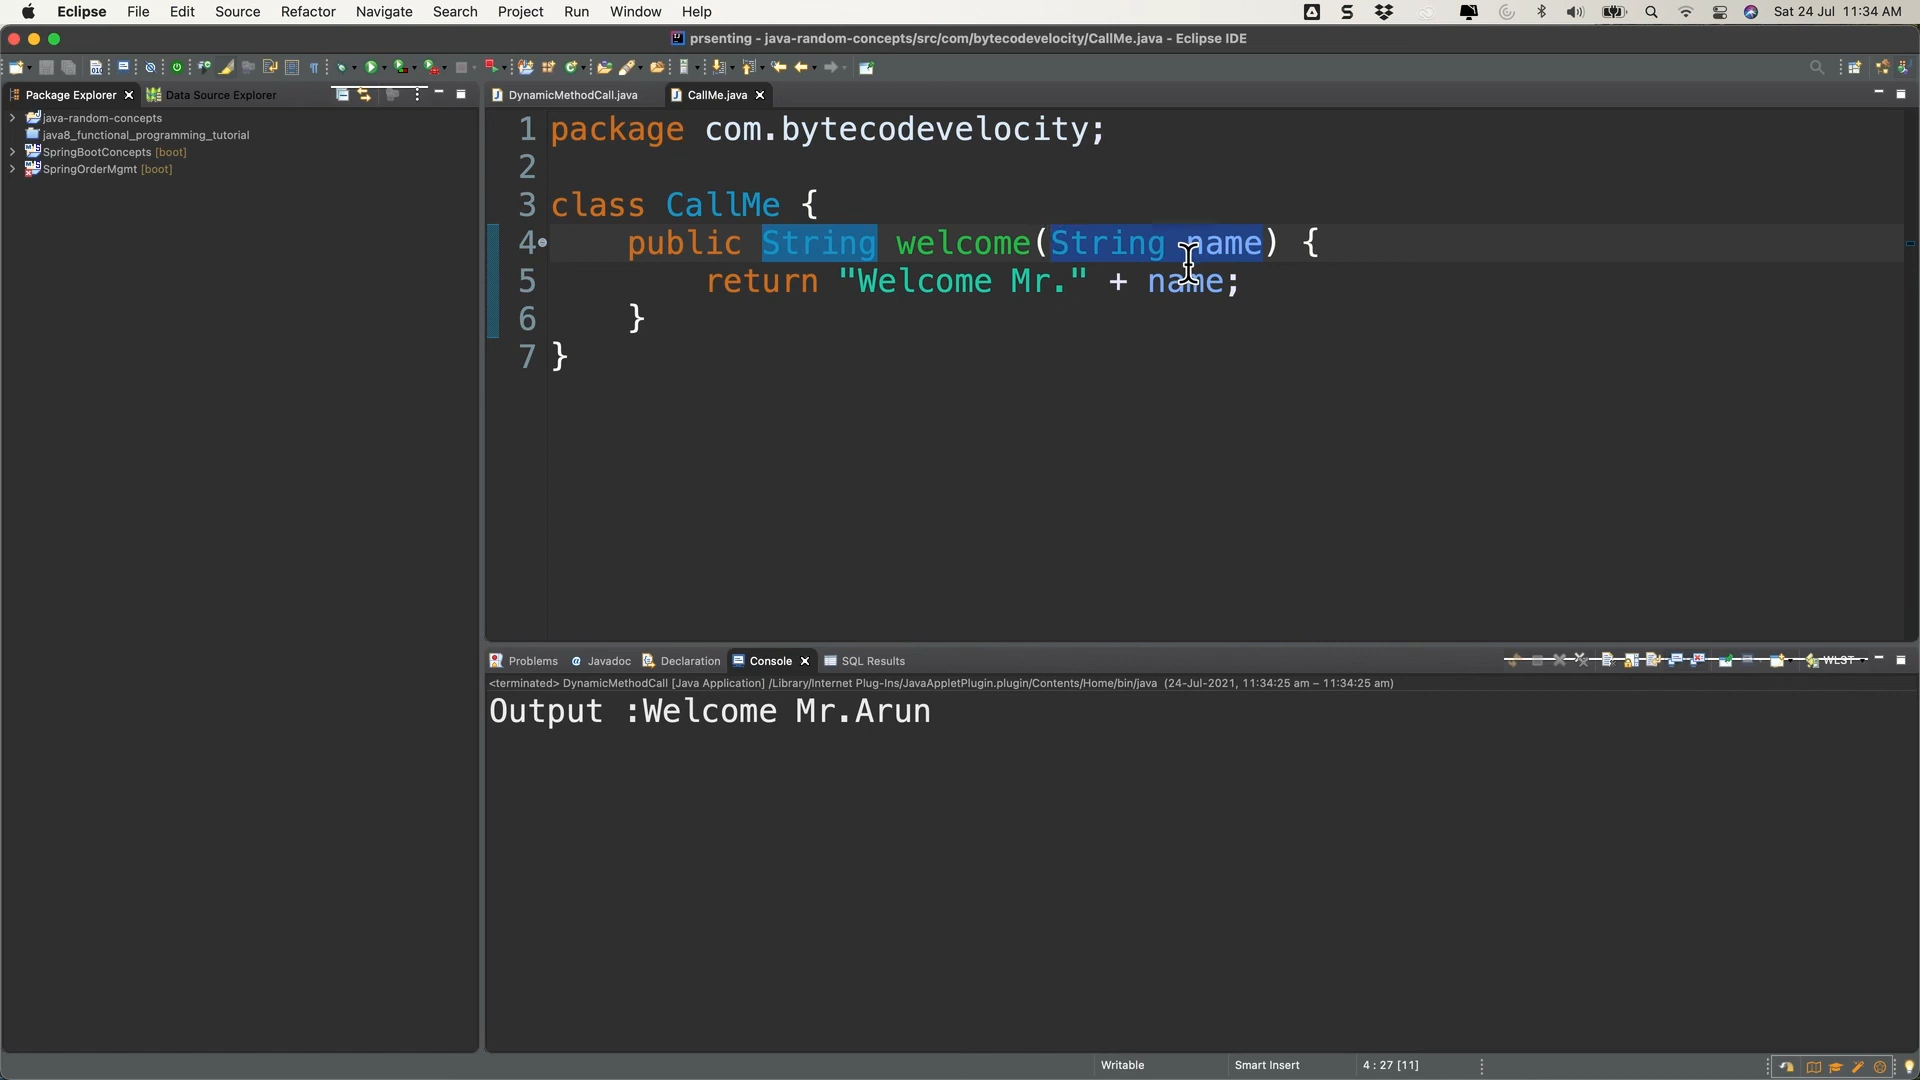 Eclipse File Edit Source Refactor Navigate Search Project Run Window Help Sat 24 Jul 11:34 AM
prsenting - java-random-concepts/src/com/bytecodevelocity/CallMe.java - Eclipse IDE
Package Explorer Data Source Explorer
java-random-concepts
java8_functional_programming_tutorial
SpringBootConcepts [boot]
SpringOrderMgmt [boot]
DynamicMethodCall.java CallMe.java
1 package com.bytecodevelocity;
2
3 class CallMe {
4 public String welcome(String name) {
5 return "Welcome Mr." + name;
6 }
7 }
Problems @ Javadoc Declaration Console SQL Results WLST
<terminated> DynamicMethodCall [Java Application] /Library/Internet Plug-Ins/JavaAppletPlugin.plugin/Contents/Home/bin/java (24-Jul-2021, 11:34:25 am – 11:34:25 am)
Output :Welcome Mr.Arun
Writable Smart Insert 4 : 27 [11]